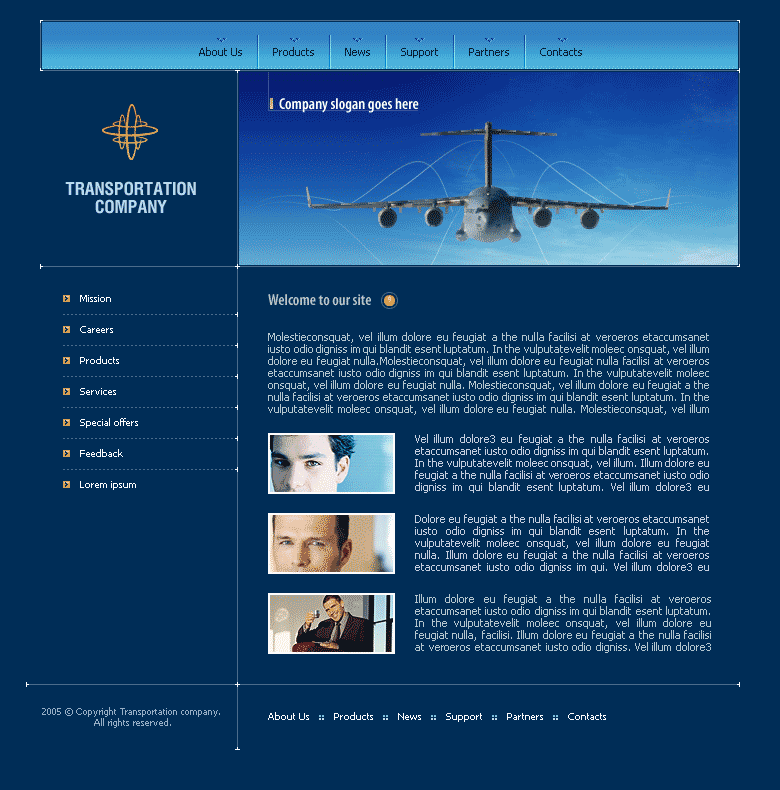 About Us Products News Support Partners Contacts
Company slogan goes here
TRANSPORTATION
COMPANY
Mission
Careers
Products
Services
Special offers
Feedback
Lorem ipsum
Welcome to our site
Molestieconsquat, vel illum dolore eu feugiat a the nulla facilisi at veroeros etaccumsanet
iusto odio digniss im qui blandit esent luptatum. In the vulputatevelit moleec onsquat, vel illum
dolore eu feugiat nulla.Molestieconsquat, vel illum dolore eu feugiat nulla facilisis at veroeros
etaccumsanet iusto odio digniss im qui blandit esent luptatum. In the vulputatevelit moleec
onsquat, vel illum dolore eu feugiat nulla. Molestieconsquat, vel illum dolore eu feugiat a the
nulla facilisi at veroeros etaccumsanet iusto odio digniss im qui blandit esent luptatum. In the
vulputatevelit moleec onsquat, vel illum dolore eu feugiat nulla. Molestieconsquat, vel illum
Vel illum dolore3 eu feugiat a the nulla facilisi at veroeros
etaccumsanet iusto odio digniss im qui blandit esent luptatum.
In the vulputatevelit moleec onsquat, vel illum. Illum dolore eu
feugiat a the nulla facilisi at veroeros etaccumsanet iusto odio
digniss im qui blandit esent luptatum. Vel illum dolore3 eu
Dolore eu feugiat a the nulla facilisi at veroeros etaccumsanet
iusto odio digniss im qui blandit esent luptatum. In the
vulputatevelit moleec onsquat, vel illum dolore eu feugiat
nulla. Illum dolore eu feugiat a the nulla facilisi at veroeros
etaccumsanet iusto odio digniss im qui. Vel illum dolore3 eu
Illum dolore eu feugiat a the nulla facilisi at veroeros
etaccumsanet iusto odio digniss im qui blandit esent luptatum.
In the vulputatevelit moleec onsquat, vel illum dolore eu
feugiat nulla, facilisi. Illum dolore eu feugiat a the nulla facilisi
at veroeros etaccumsanet iusto odio digniss. Vel illum dolore3
2005 © Copyright Transportation company.
All rights reserved.
About Us :: Products :: News :: Support :: Partners :: Contacts